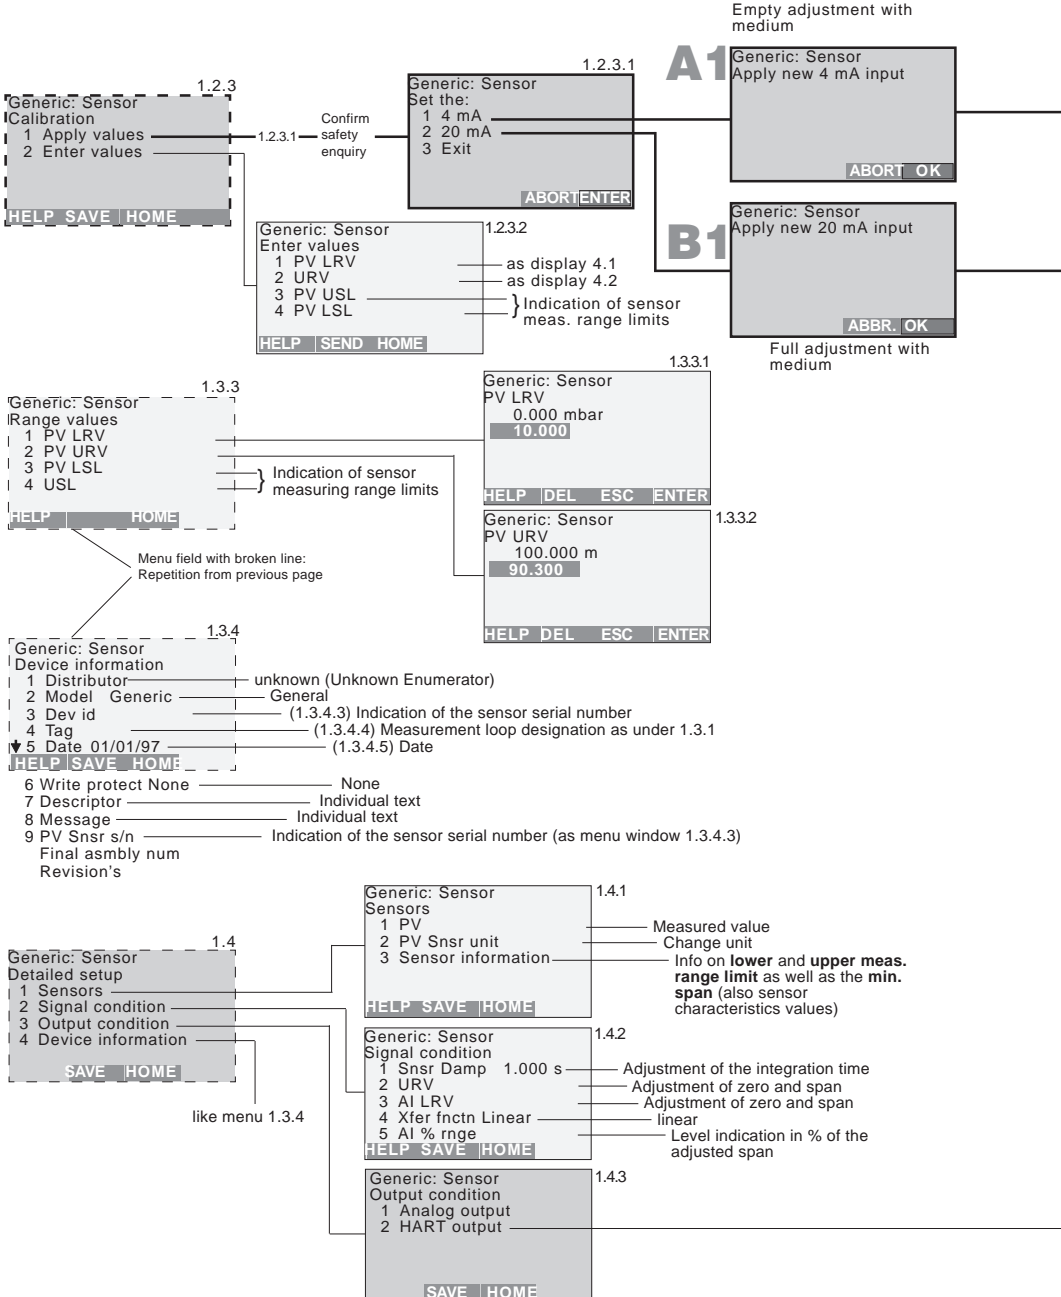 Empty adjustment with
medium
A1
Generic: Sensor
Apply new 4 mA input
ABORT OK
1.2.3
Generic: Sensor
Calibration
1 Apply values
2 Enter values
HELP SAVE HOME
1.2.3.1
Confirm
safety
enquiry
1.2.3.1
Generic: Sensor
Set the:
1 4 mA
2 20 mA
3 Exit
ABORT ENTER
B1
Generic: Sensor
Apply new 20 mA input
ABBR. OK
Full adjustment with
medium
1.2.3.2
Generic: Sensor
Enter values
1 PV LRV
2 URV
3 PV USL
4 PV LSL
HELP SEND HOME
as display 4.1
as display 4.2
} Indication of sensor
meas. range limits
1.3.3
Generic: Sensor
Range values
1 PV LRV
2 PV URV
3 PV LSL
4 USL
HELP HOME
} Indication of sensor
measuring range limits
1.3.3.1
Generic: Sensor
PV LRV
0.000 mbar
10.000
HELP DEL ESC ENTER
1.3.3.2
Generic: Sensor
PV URV
100.000 m
90.300
HELP DEL ESC ENTER
Menu field with broken line:
Repetition from previous page
1.3.4
Generic: Sensor
Device information
1 Distributor
2 Model Generic
3 Dev id
4 Tag
5 Date 01/01/97
HELP SAVE HOME
unknown (Unknown Enumerator)
General
(1.3.4.3) Indication of the sensor serial number
(1.3.4.4) Measurement loop designation as under 1.3.1
(1.3.4.5) Date
6 Write protect None
None
7 Descriptor
Individual text
8 Message
Individual text
9 PV Snsr s/n
Indication of the sensor serial number (as menu window 1.3.4.3)
Final asmbly num
Revision's
1.4
Generic: Sensor
Detailed setup
1 Sensors
2 Signal condition
3 Output condition
4 Device information
SAVE HOME
like menu 1.3.4
1.4.1
Generic: Sensor
Sensors
1 PV
2 PV Snsr unit
3 Sensor information
HELP SAVE HOME
Measured value
Change unit
Info on lower and upper meas.
range limit as well as the min.
span (also sensor
characteristics values)
1.4.2
Generic: Sensor
Signal condition
1 Snsr Damp 1.000 s
2 URV
3 AI LRV
4 Xfer fnctn Linear
5 AI % rnge
HELP SAVE HOME
Adjustment of the integration time
Adjustment of zero and span
Adjustment of zero and span
linear
Level indication in % of the
adjusted span
1.4.3
Generic: Sensor
Output condition
1 Analog output
2 HART output
SAVE HOME